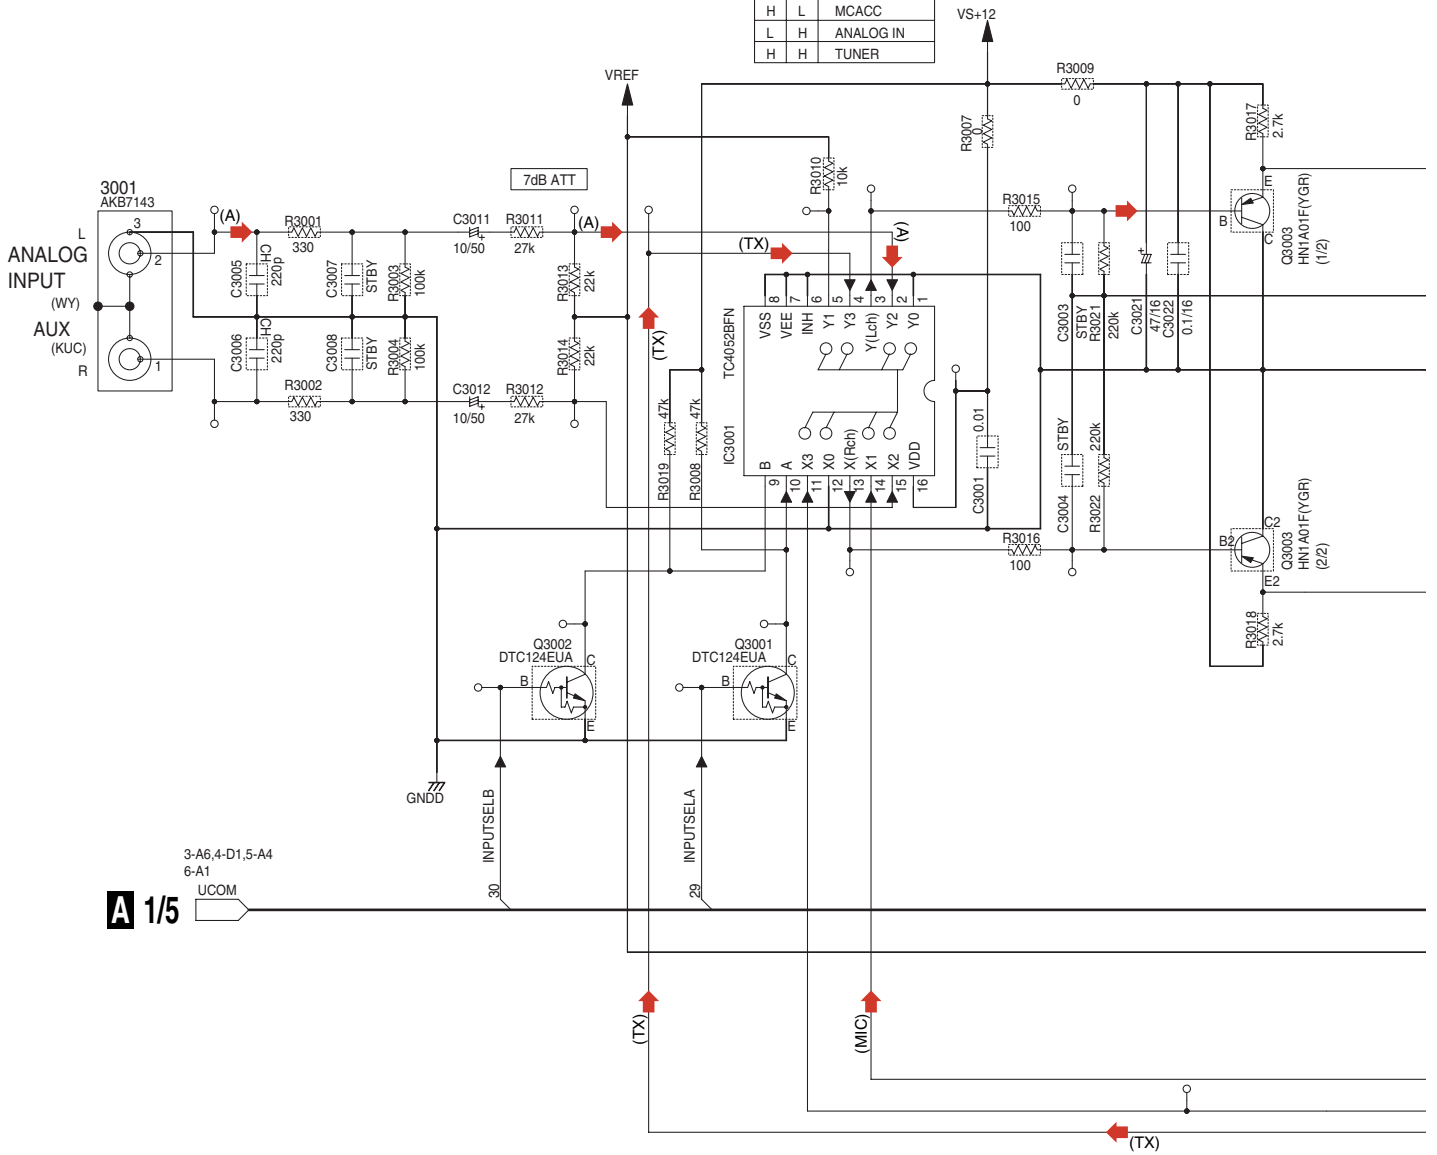 H L MCACC
L H ANALOG IN
H H TUNER
VS+12
VREF
R3009
0
R3007
0
R3017
2.7k
R3010
10k
7dB ATT
3001
AKB7143
L
3
2
ANALOG
INPUT
(WY)
AUX
(KUC)
R
1
(A)
R3001
330
C3011
10/50
R3011
27k
(A)
(TX)
(A)
R3015
100
E
B
C
Q3003
HN1A01F(YGR)
(1/2)
C3005
CH
220p
C3007
STBY
R3003
100k
R3013
22k
C3006
CH
220p
C3008
STBY
R3004
100k
R3014
22k
R3002
330
C3012
10/50
R3012
27k
(TX)
8 7 6 5 4 3 2 1
VSS
VEE
INH
Y1
Y3
Y(Lch)
Y2
Y0
TC4052BFN
IC3001
B
A
X3
X0
X(Rch)
X1
X2
VDD
9 10 11 12 13 14 15 16
C3003
STBY
R3021
220k
C3021
47/16
C3022
0.1/16
+
R3019
47k
R3008
47k
C3001
0.01
C3004
STBY
R3022
220k
R3016
100
C2
B2
E2
Q3003
HN1A01F(YGR)
(2/2)
R3018
2.7k
Q3002
DTC124EUA
C
B
E
Q3001
DTC124EUA
C
B
E
GNDD
INPUTSELB
30
INPUTSELA
29
3-A6,4-D1,5-A4
6-A1
UCOM
A 1/5
(TX)
(MIC)
(TX)